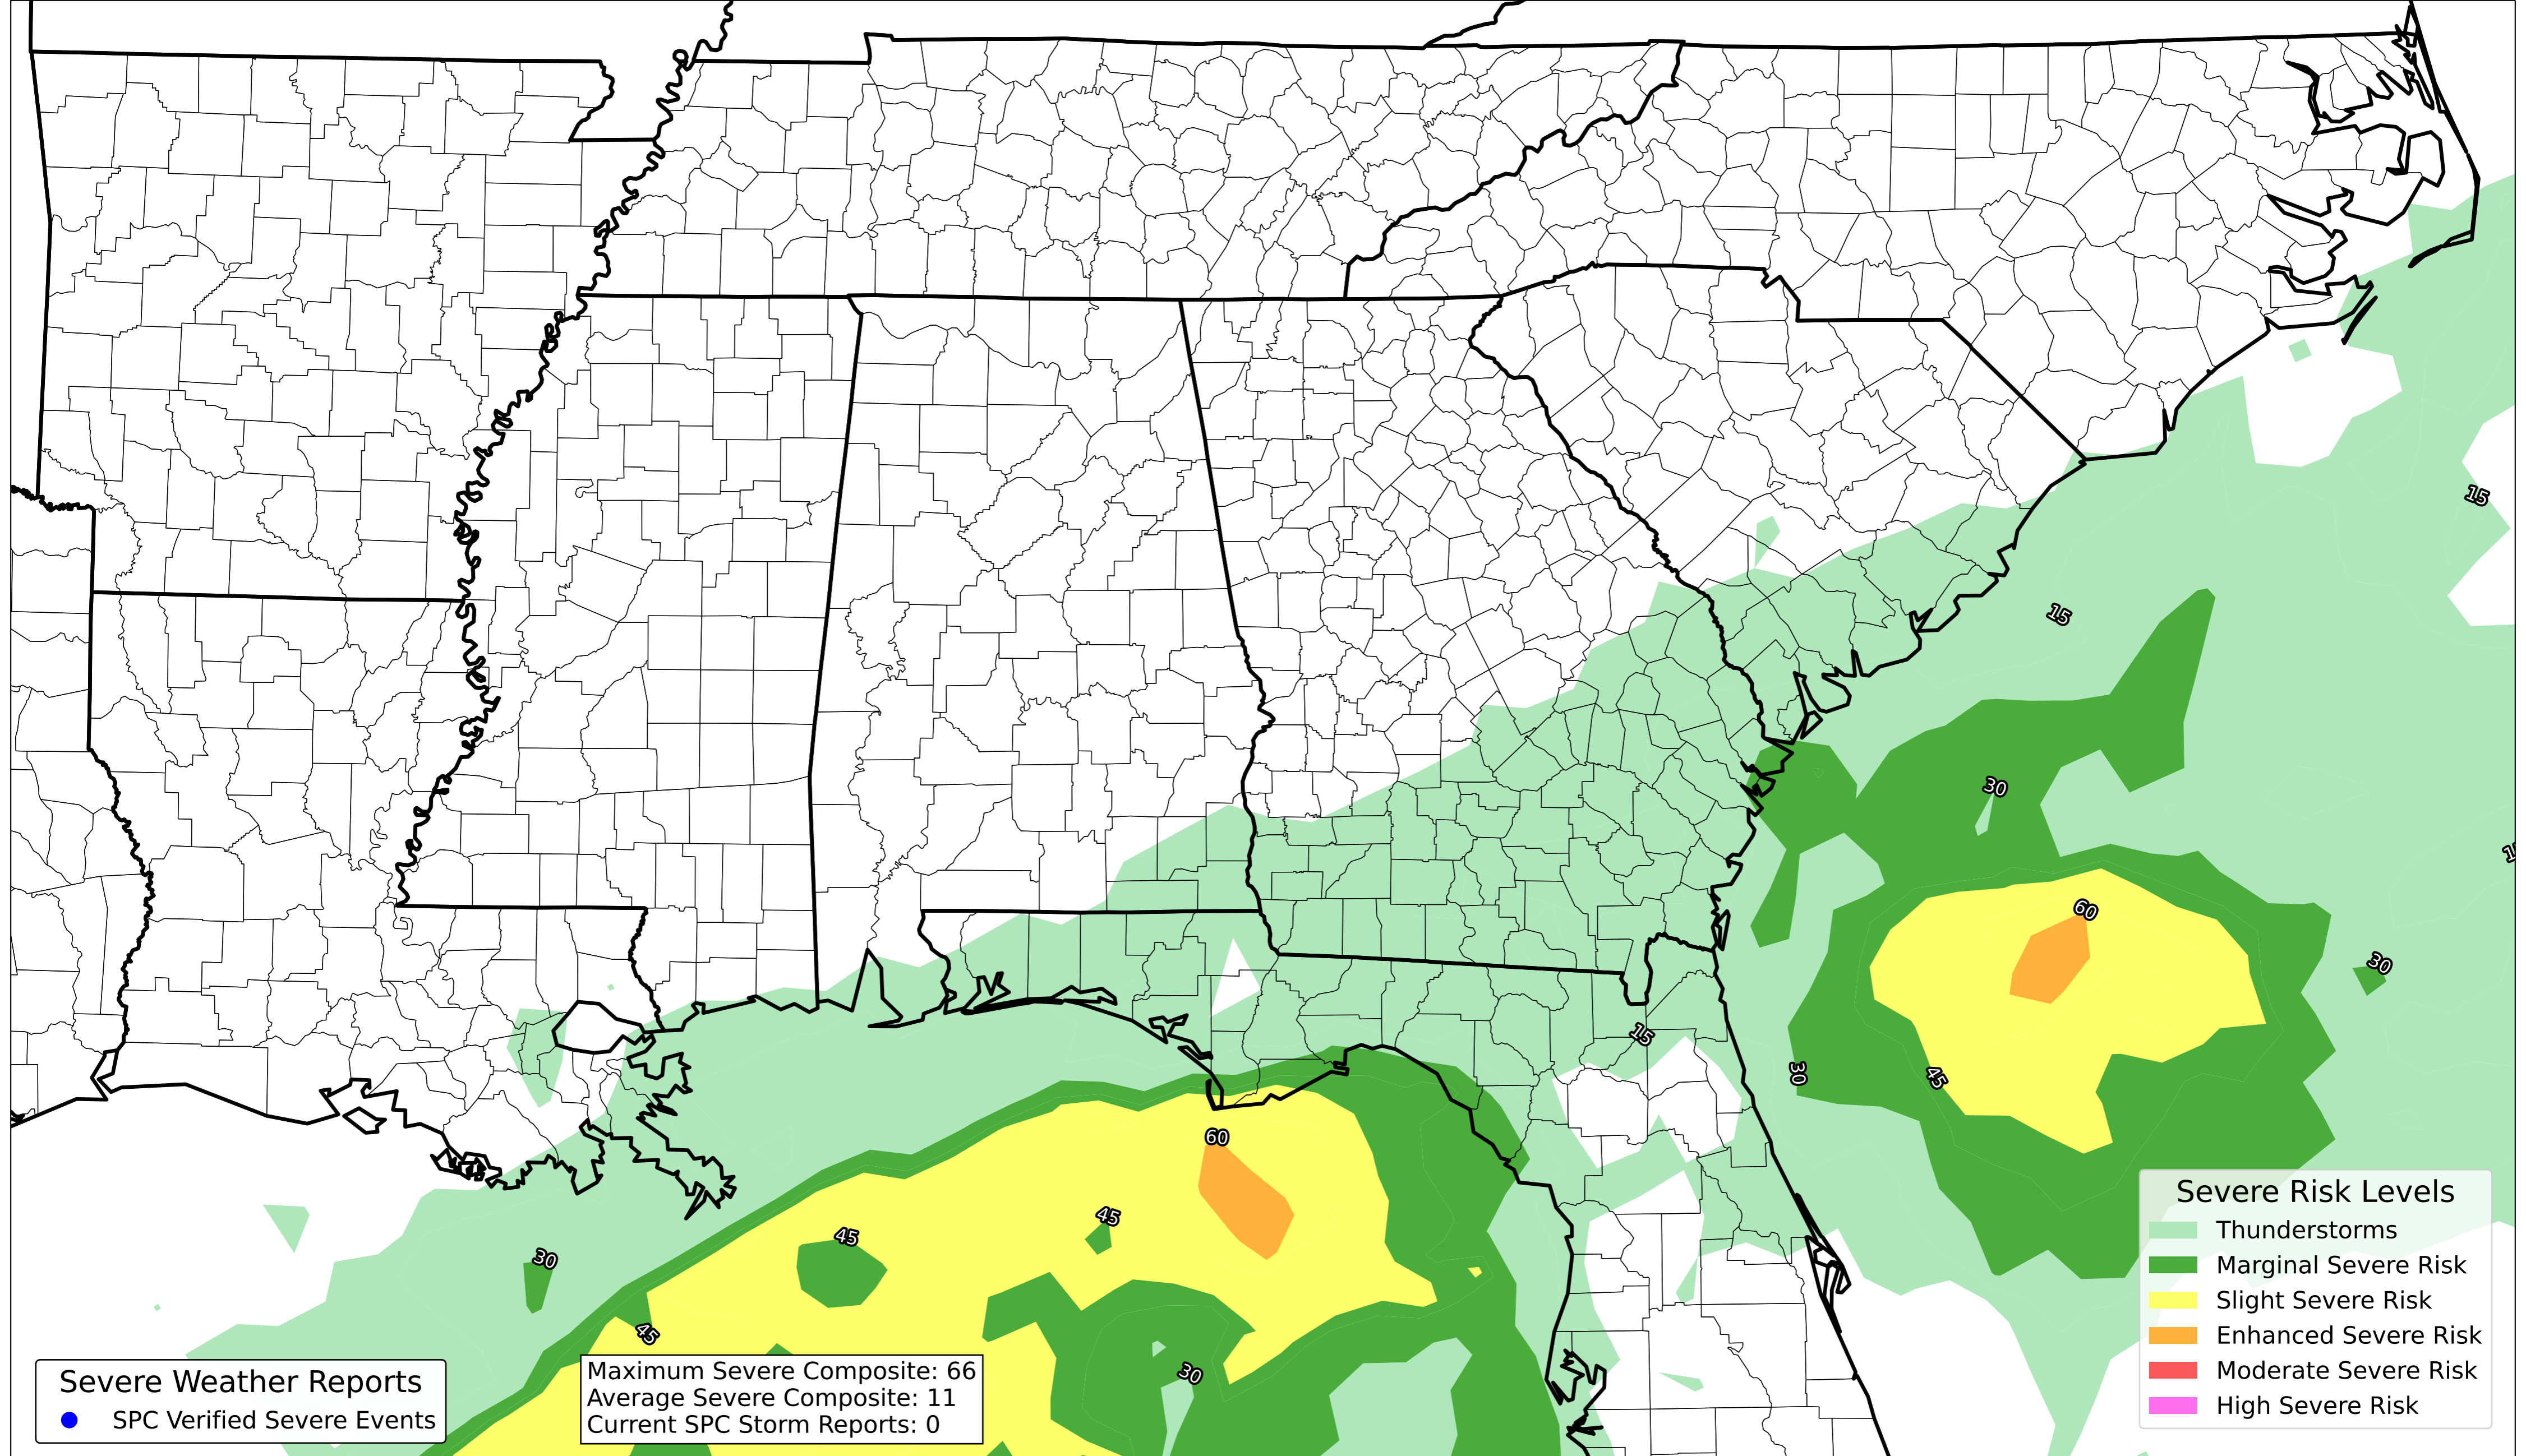 15
15
30
15
60
30
15
30
45
60
45
45
30
45
30
Severe Risk Levels
Thunderstorms
Marginal Severe Risk
Slight Severe Risk
Enhanced Severe Risk
Moderate Severe Risk
High Severe Risk
Severe Weather Reports
SPC Verified Severe Events
Maximum Severe Composite: 66
Average Severe Composite: 11
Current SPC Storm Reports: 0